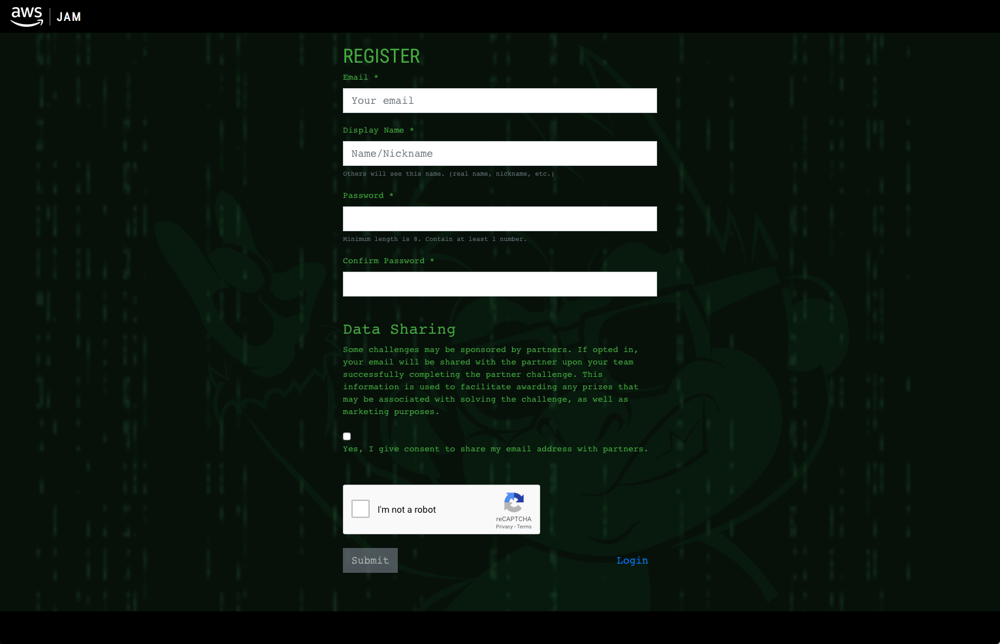 aws | JAM
REGISTER
Email *
Your email
Display Name *
Name/Nickname
Others will see this name. (real name, nickname, etc.)
Password *
Minimum length is 8. Contain at least 1 number.
Confirm Password *
Data Sharing
Some challenges may be sponsored by partners. If opted in,
your email will be shared with the partner upon your team
successfully completing the partner challenge. This
information is used to facilitate awarding any prizes that
may be associated with solving the challenge, as well as
marketing purposes.
Yes, I give consent to share my email address with partners.
I'm not a robot
reCAPTCHA
Privacy - Terms
Submit
Login